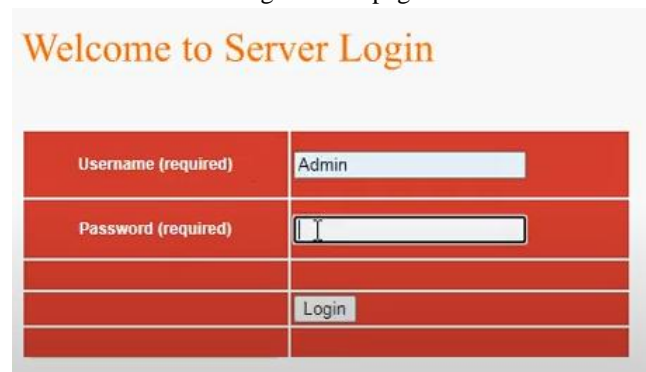 Welcome to Server Login
Username (required) Admin
Password (required)
Login